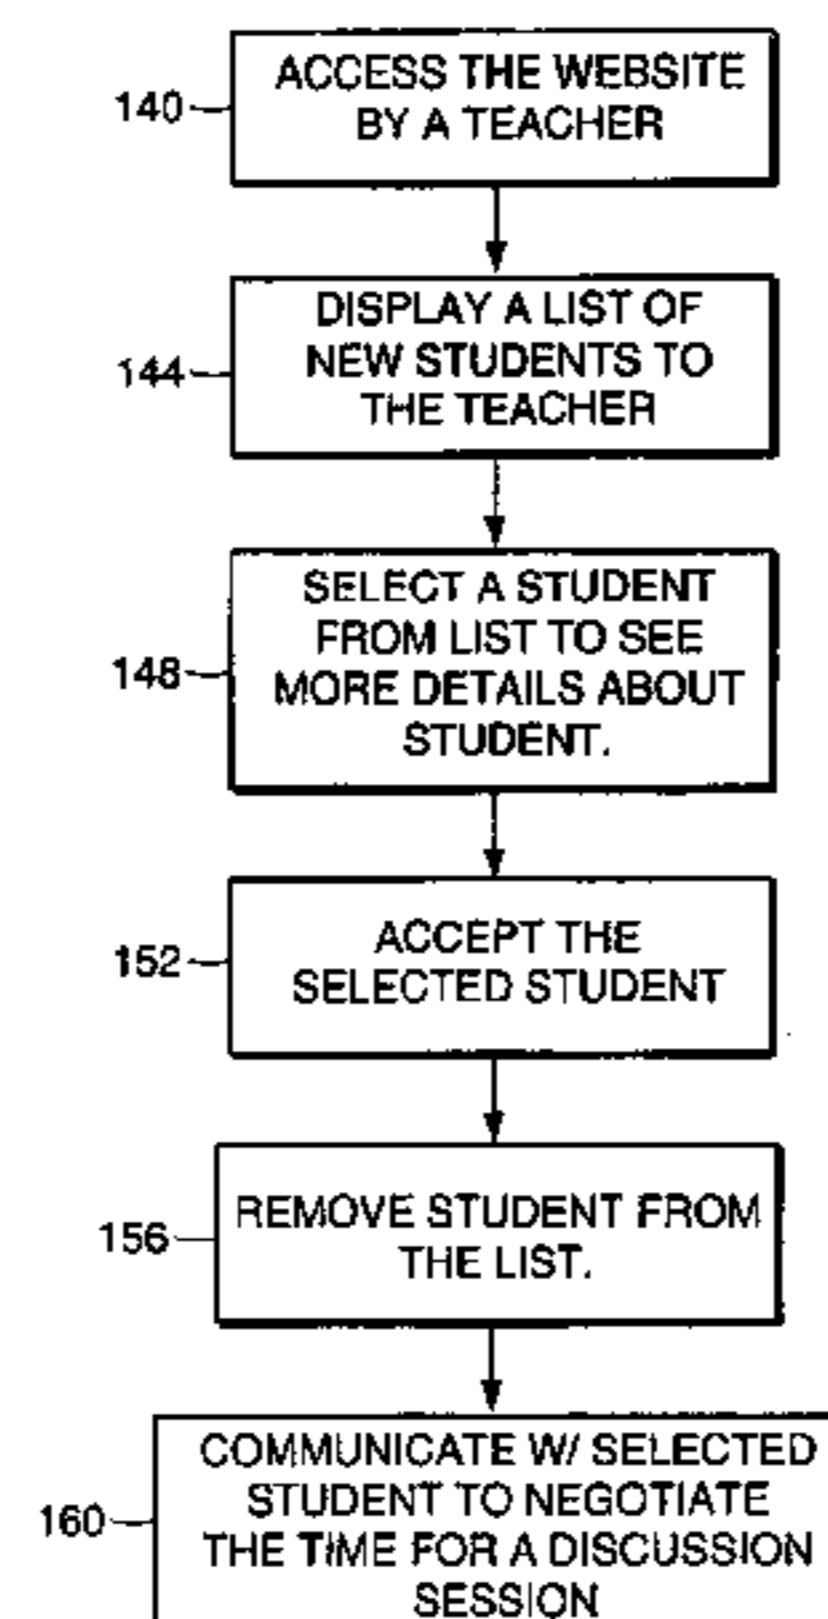 ACCESS THE WEBSITE
140
BY A TEACHER
DISPLAY A LIST OF
144
NEW STUDENTS TO
THE TEACHER
SELECT A STUDENT
FROM LIST TO SEE
148
MORE DETAILS ABOUT
STUDENT.
ACCEPT THE
152
SELECTED STUDENT
REMOVE STUDENT FROM
156
THE LIST.
COMMUNICATE W/ SELECTED
STUDENT TO NEGOTIATE
160
THE TIME FOR A DISCUSSION
SESSION